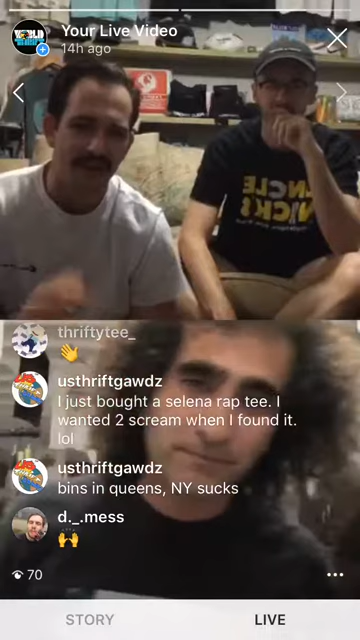 Your Live Video
14h ago
thriftytee_
👋
usthriftgawdz
I just bought a selena rap tee. I
wanted 2 scream when I found it.
lol
usthriftgawdz
bins in queens, NY sucks
d._.mess
🙌
70
STORY
LIVE